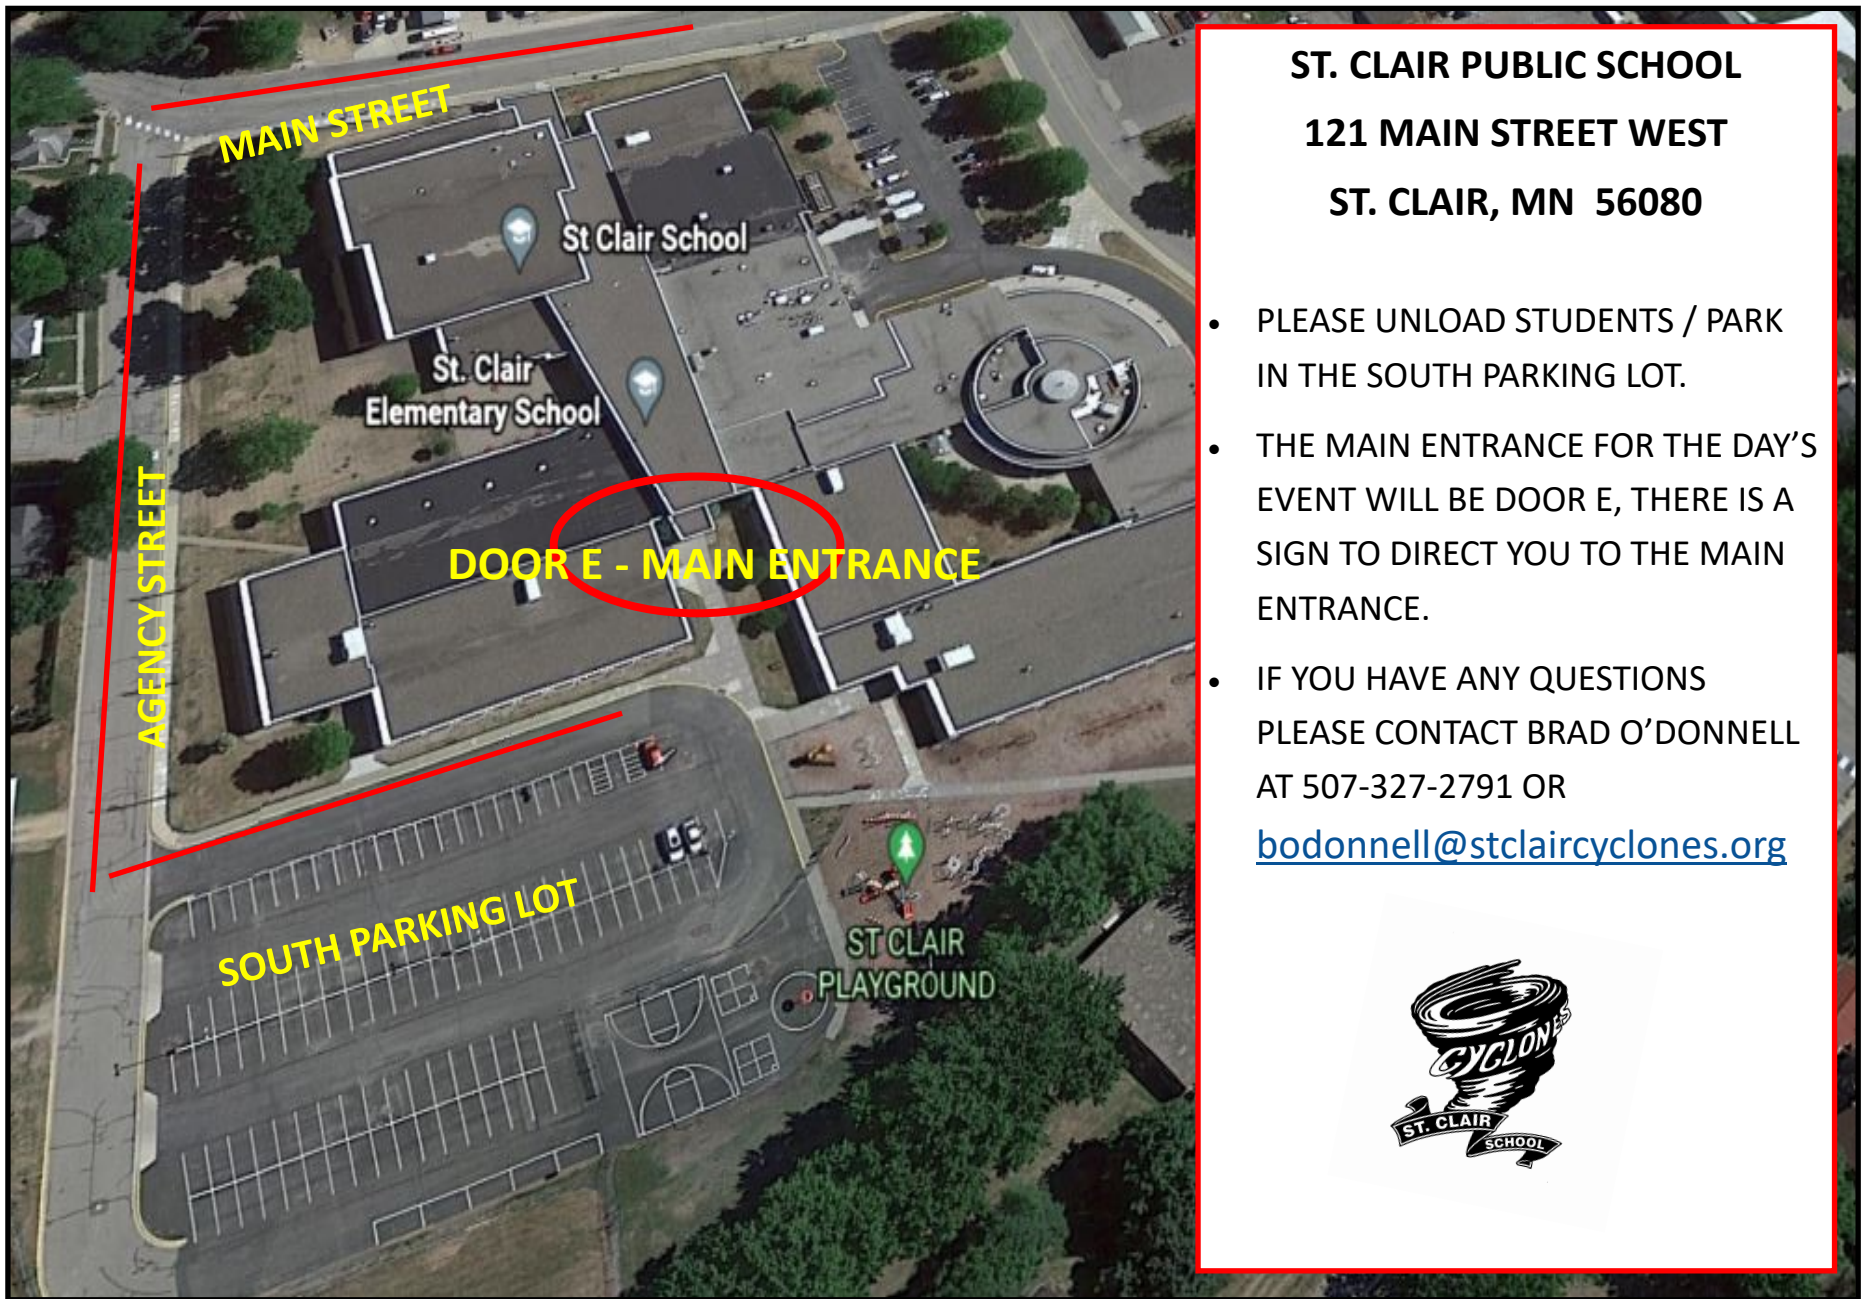 MAIN STREET
St Clair School
St. Clair
Elementary School
AGENCY STREET
DOOR E - MAIN ENTRANCE
SOUTH PARKING LOT
ST CLAIR
PLAYGROUND
ST. CLAIR PUBLIC SCHOOL
121 MAIN STREET WEST
ST. CLAIR, MN  56080
• PLEASE UNLOAD STUDENTS / PARK
IN THE SOUTH PARKING LOT.
• THE MAIN ENTRANCE FOR THE DAY’S
EVENT WILL BE DOOR E, THERE IS A
SIGN TO DIRECT YOU TO THE MAIN
ENTRANCE.
• IF YOU HAVE ANY QUESTIONS
PLEASE CONTACT BRAD O’DONNELL
AT 507-327-2791 OR
bodonnell@stclaircyclones.org
CYCLONES
ST. CLAIR
SCHOOL